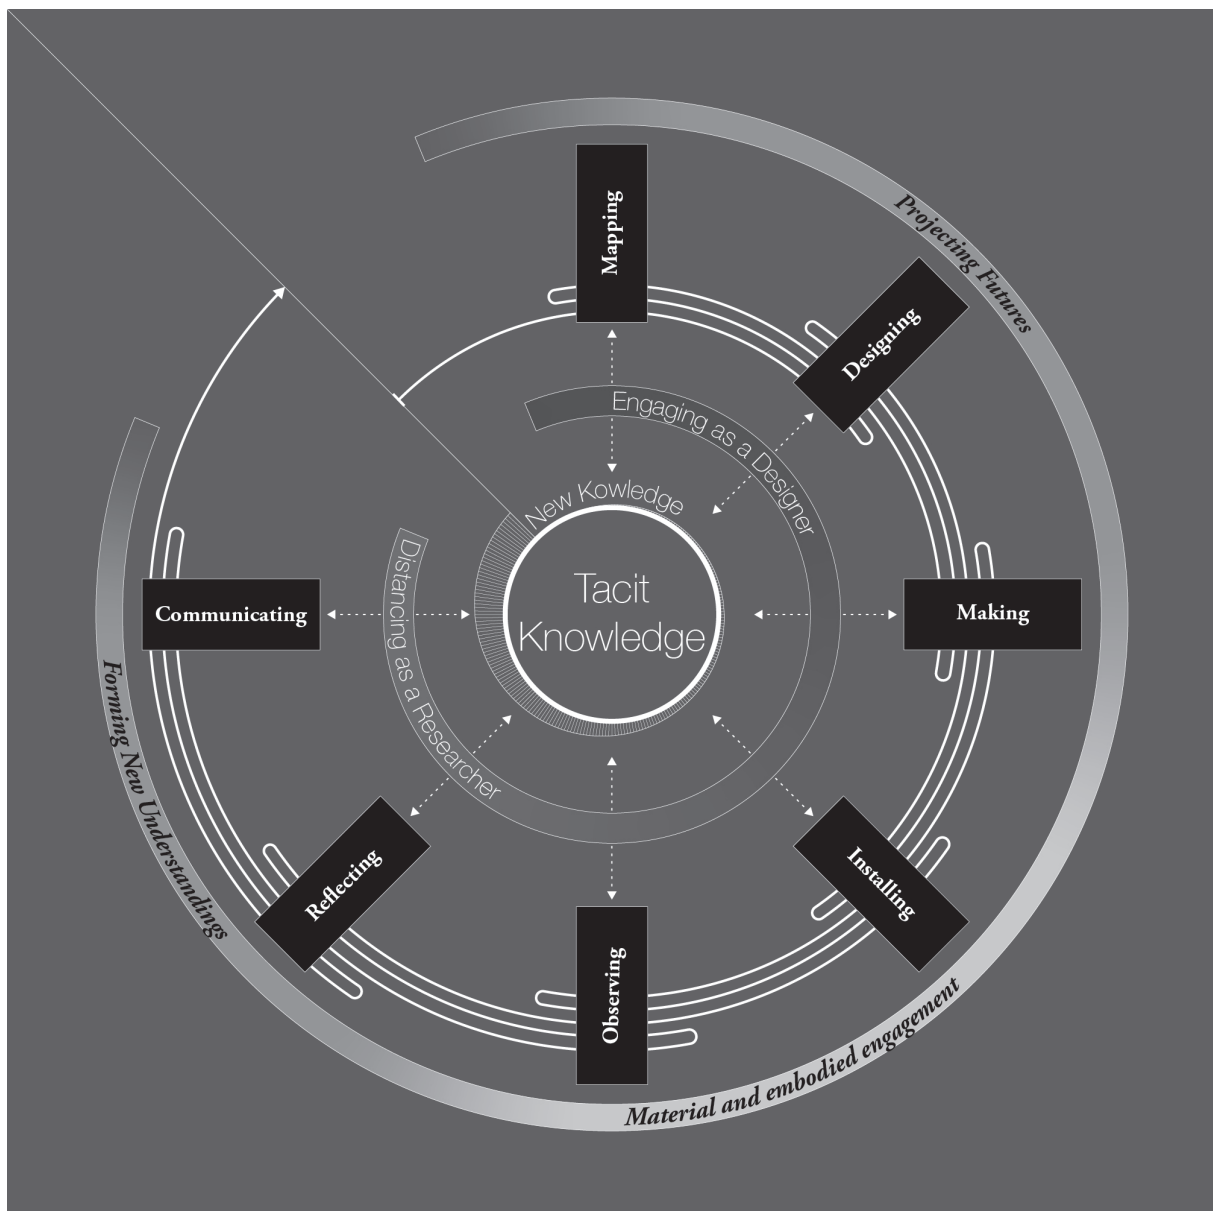 Projecting Futures
Mapping
Designing
Engaging as a Designer
New Kowledge
Tacit
Knowledge
Distancing as a Researcher
Communicating
Making
Forming New Understandings
Reflecting
Installing
Observing
Material and embodied engagement